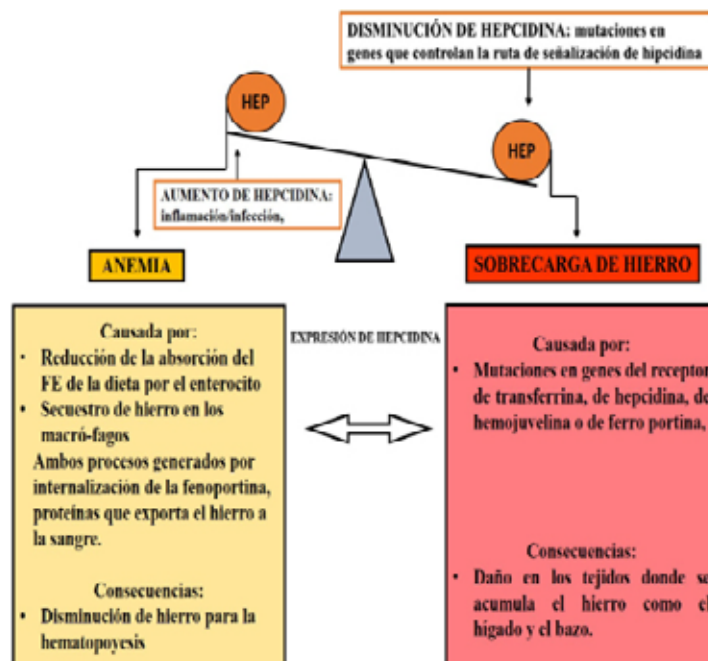 DISMINUCIÓN DE HEPCIDINA: mutaciones en
genes que controlan la ruta de señalización de hipcidina
HEP
HEP
AUMENTO DE HEPCIDINA:
inflamación/infección,
ANEMIA
SOBRECARGA DE HIERRO
Causada por:
• Reducción de la absorción del
FE de la dieta por el enterocito
• Secuestro de hierro en los
macró-fagos
Ambos procesos generados por
internalización de la fenoportina,
proteínas que exporta el hierro a
la sangre.
Consecuencias:
• Disminución de hierro para la
hematopoyesis
EXPRESIÓN DE HEPCIDINA
Causada por:
• Mutaciones en genes del receptor
de transferrina, de hepcidina, de
hemojuvelina o de ferro portina,
Consecuencias:
• Daño en los tejidos donde se
acumula el hierro como el
hígado y el bazo.